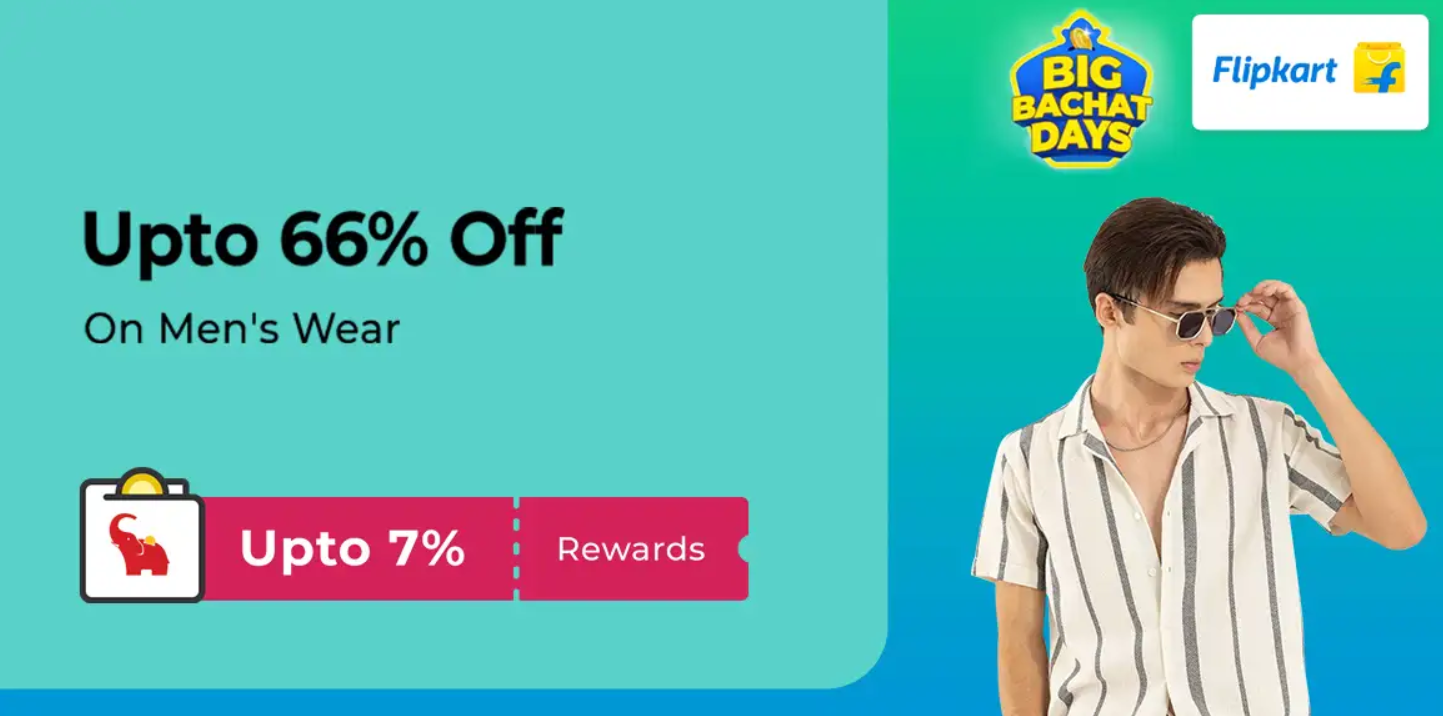 BIG
BACHAT
DAYS
Flipkart
Upto 66% Off
On Men's Wear
Upto 7%
Rewards